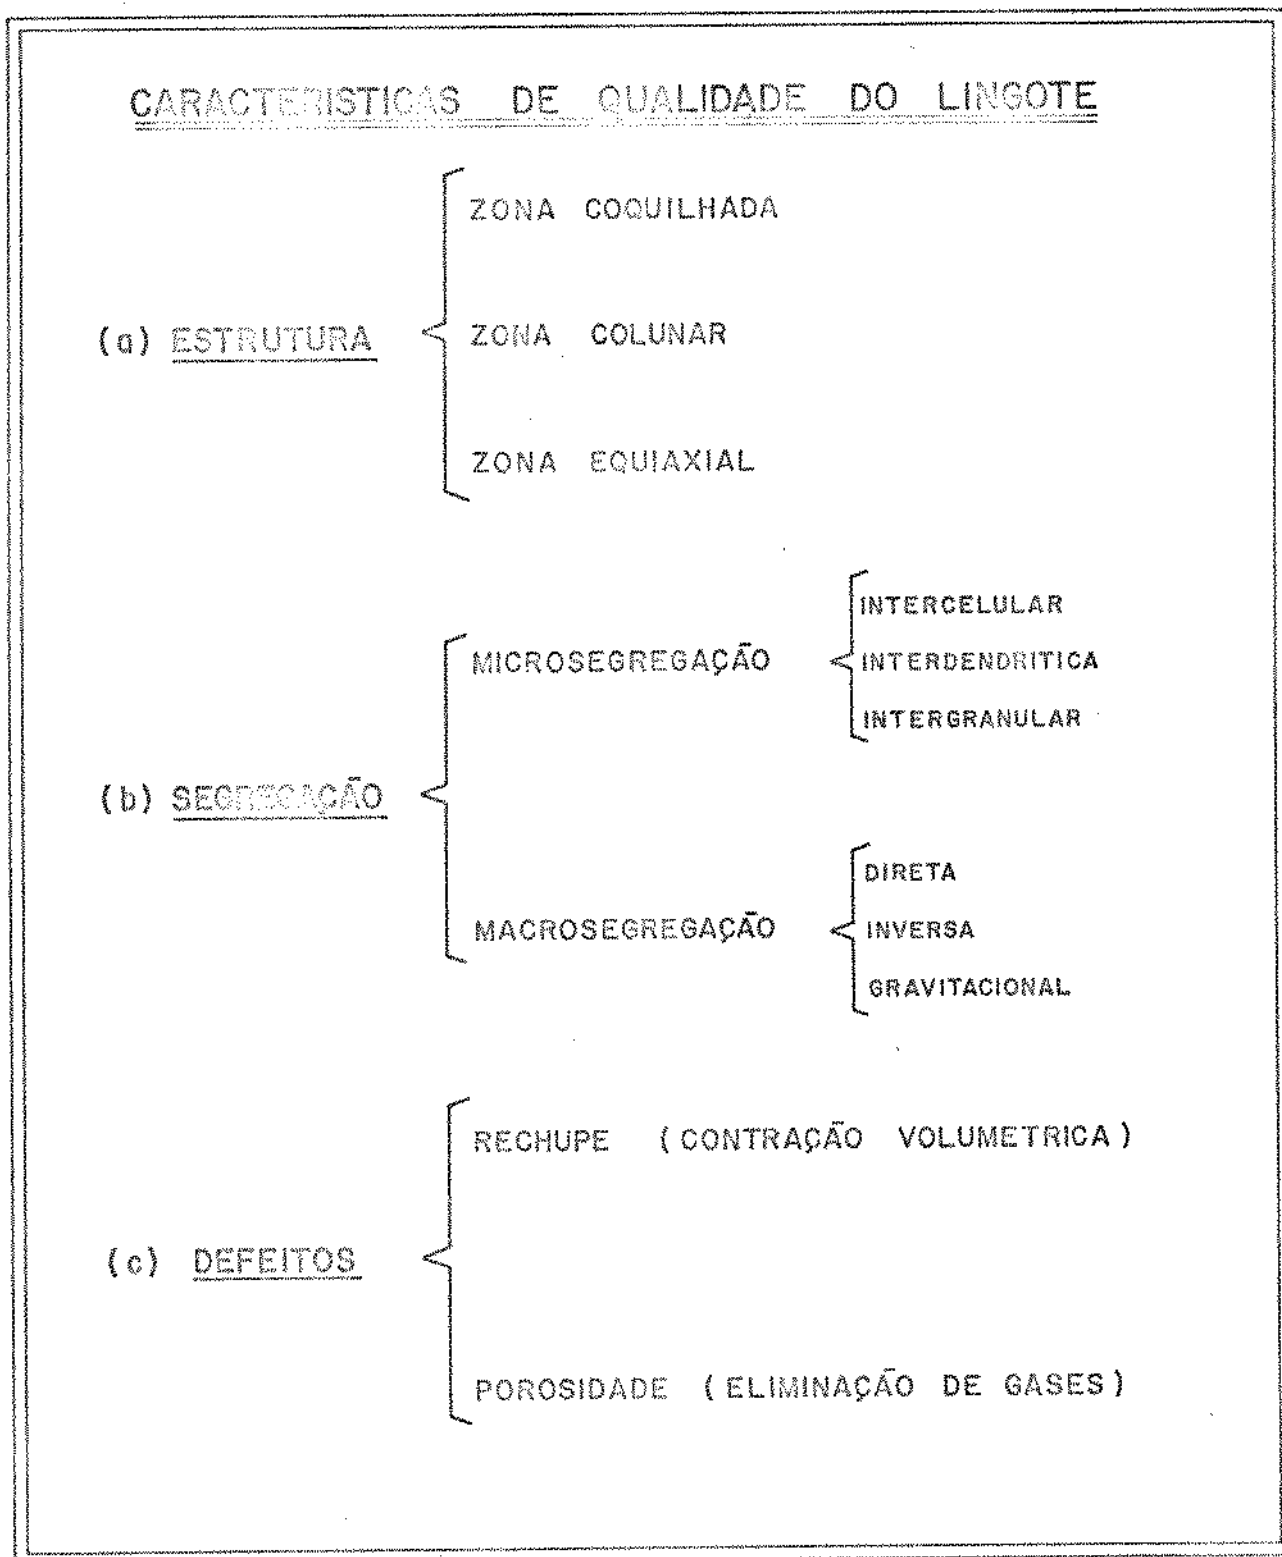 CARACTERISTICAS DE QUALIDADE DO LINGOTE
ZONA COQUILHADA
(a) ESTRUTURA
ZONA COLUNAR
ZONA EQUIAXIAL
INTERCELULAR
MICROSEGREGAÇÃO
INTERDENDRITICA
INTERGRANULAR
(b) SEGREGAÇÃO
DIRETA
MACROSEGREGAÇÃO
INVERSA
GRAVITACIONAL
RECHUPE (CONTRAÇÃO VOLUMETRICA)
(c) DEFEITOS
POROSIDADE (ELIMINAÇÃO DE GASES)